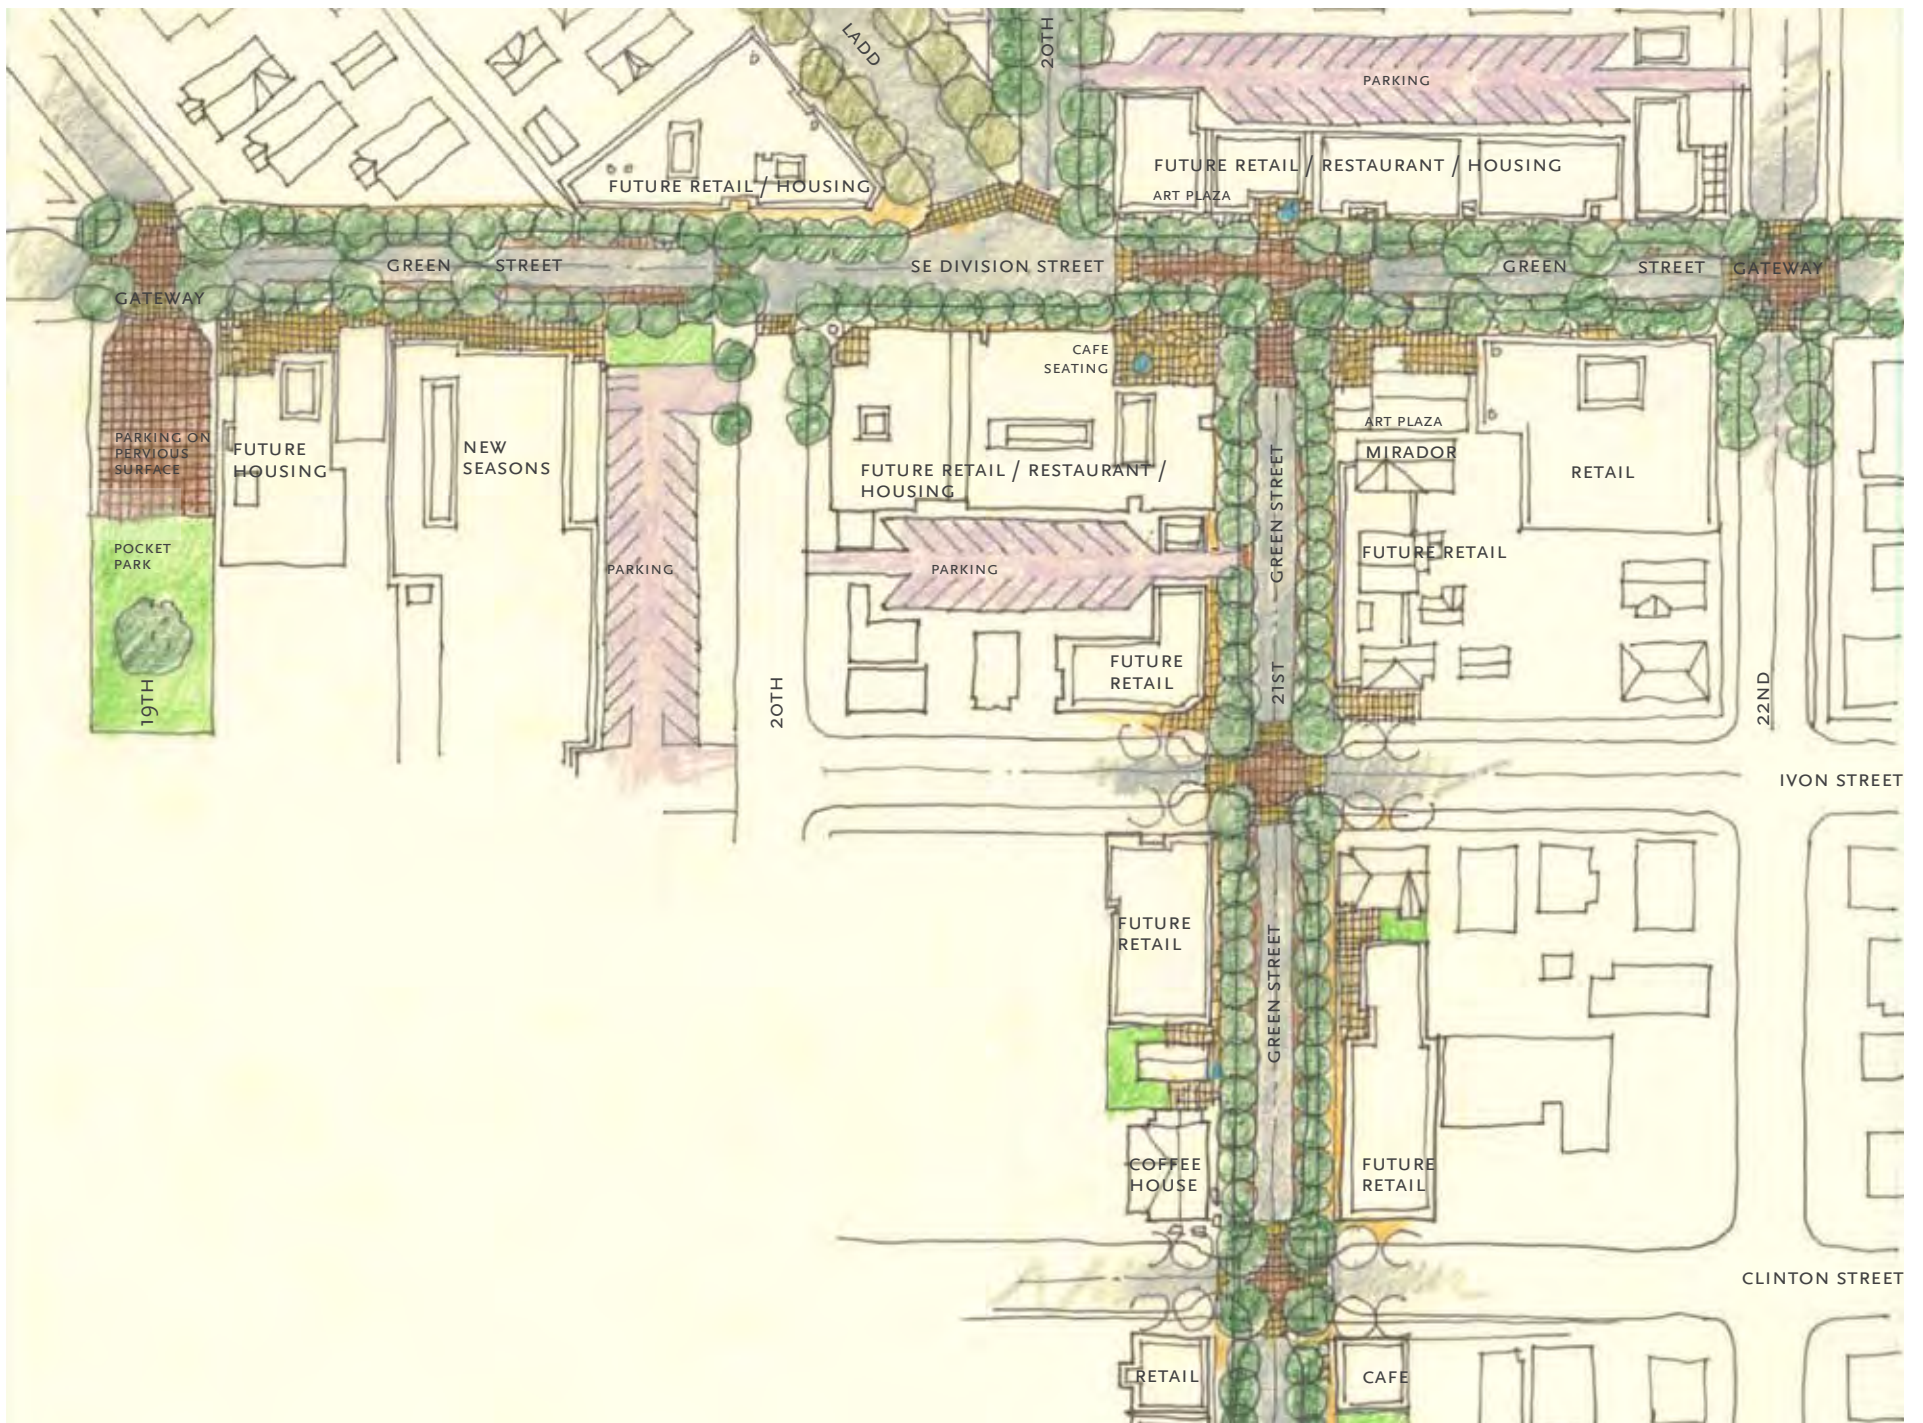 LADD
20TH
PARKING
FUTURE RETAIL / HOUSING
FUTURE RETAIL / RESTAURANT / HOUSING
ART PLAZA
GREEN STREET
SE DIVISION STREET
GREEN STREET
GATEWAY
GATEWAY
CAFE
SEATING
PARKING ON
PERVIOUS
SURFACE
FUTURE
HOUSING
NEW
SEASONS
FUTURE RETAIL / RESTAURANT /
HOUSING
GREEN STREET
ART PLAZA
MIRADOR
RETAIL
POCKET
PARK
PARKING
PARKING
FUTURE RETAIL
19TH
20TH
FUTURE
RETAIL
21ST
22ND
IVON STREET
FUTURE
RETAIL
GREEN STREET
COFFEE
HOUSE
FUTURE
RETAIL
CLINTON STREET
RETAIL
CAFE